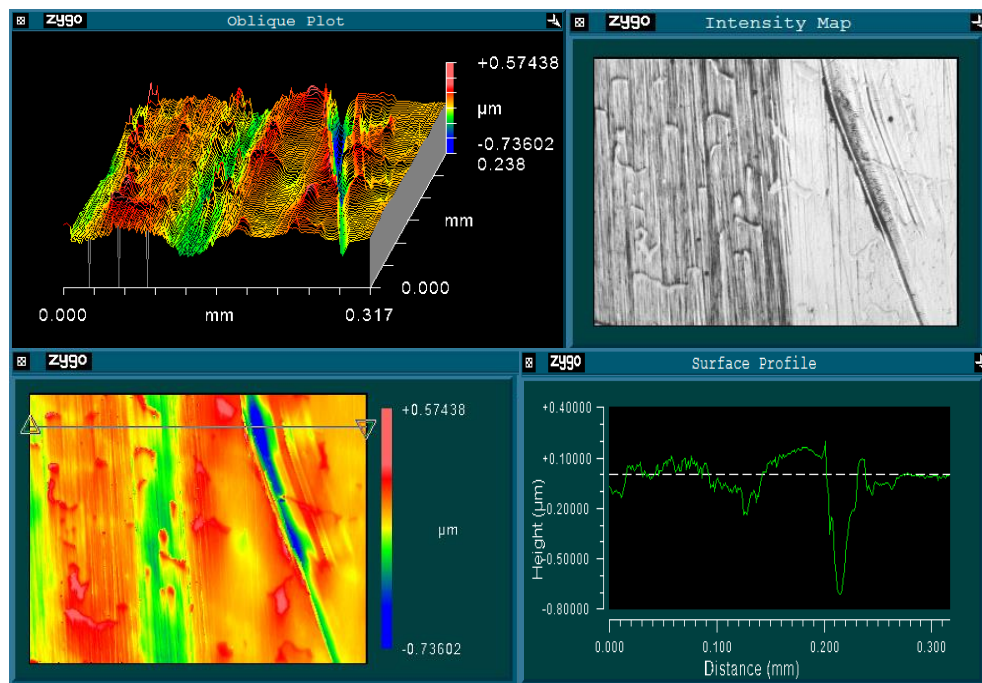 zygo Oblique Plot
+0.57438
µm
-0.73602
0.238
mm
0.000
0.000 mm 0.317
zygo Intensity Map
zygo
+0.57438
µm
-0.73602
zygo Surface Profile
+0.40000
+0.10000
-0.20000
-0.50000
-0.80000
Height (µm)
0.000 0.100 0.200 0.300
Distance (mm)